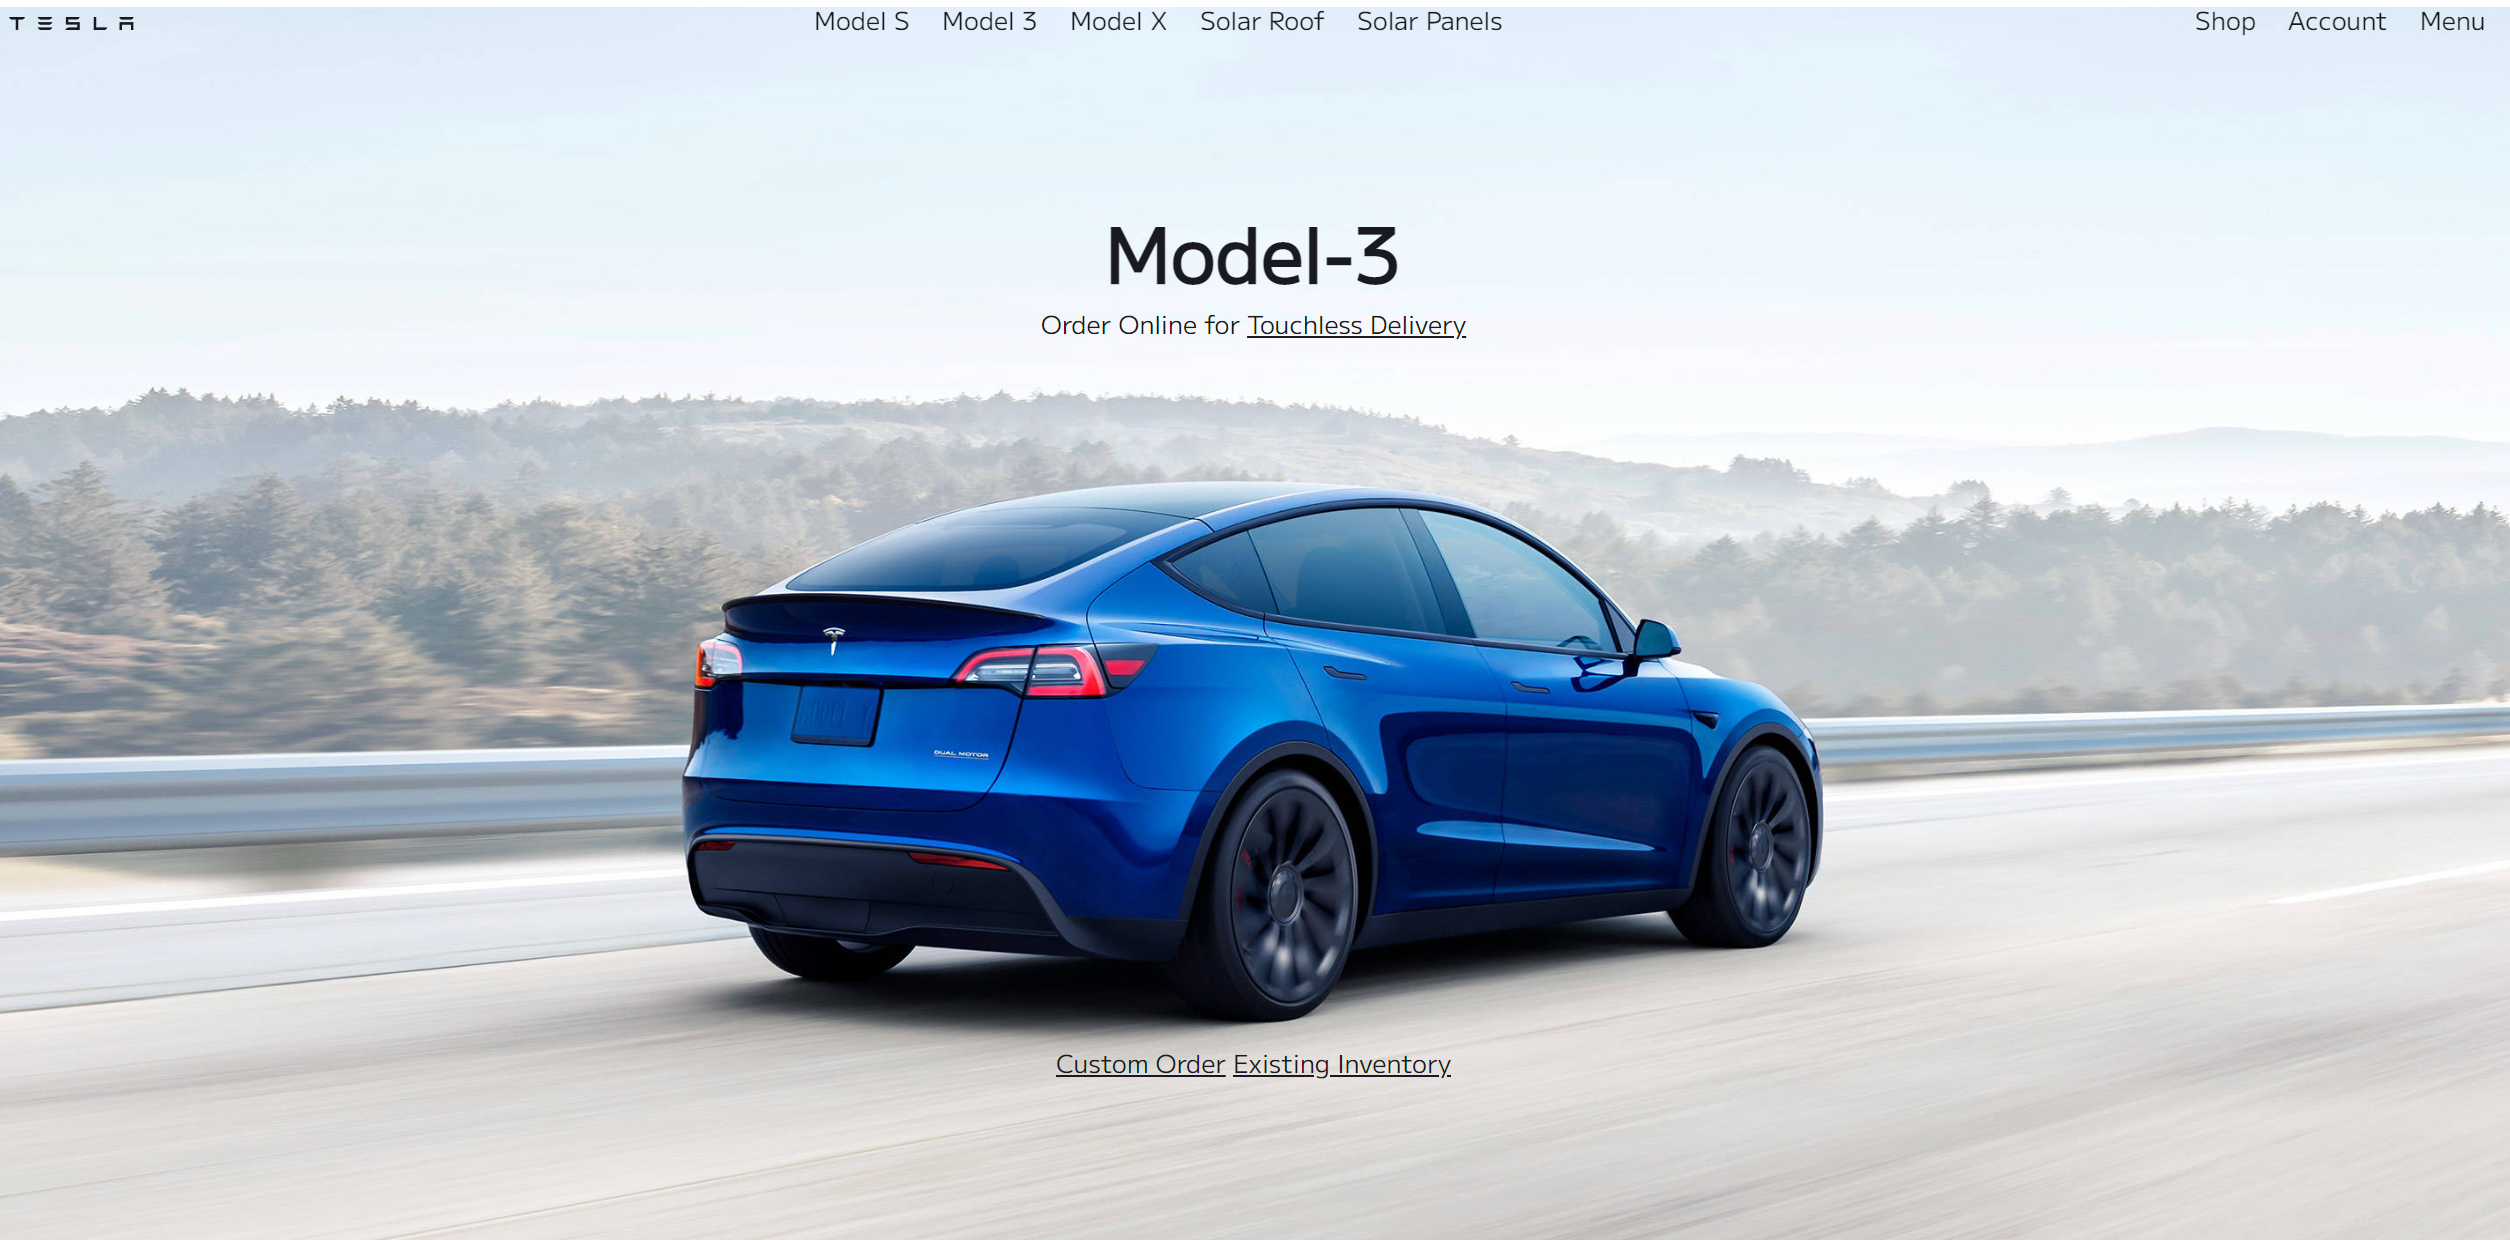 TESLA Model S Model 3 Model X Solar Roof Solar Panels Shop Account Menu
Model-3
Order Online for Touchless Delivery
DUAL MOTOR
Custom Order Existing Inventory